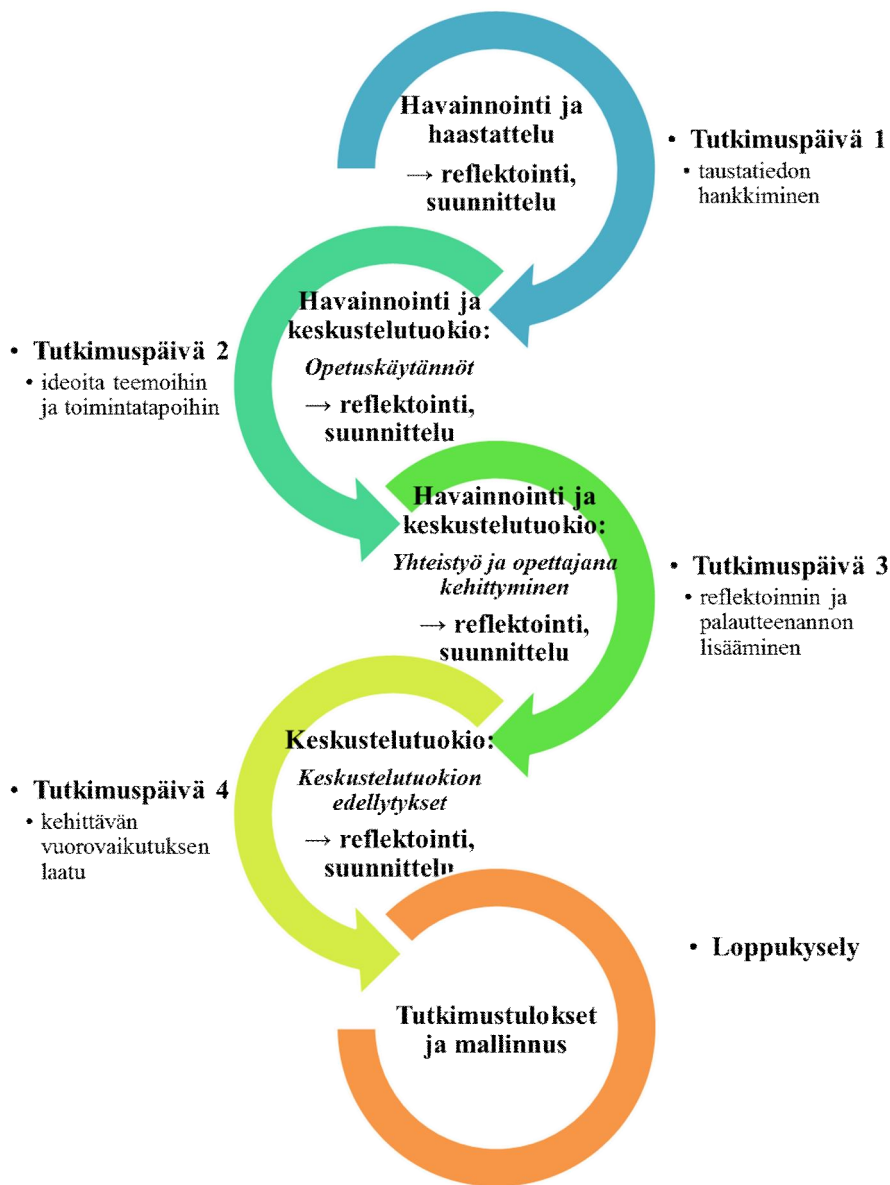 Havainnointi ja
haastattelu
→ reflektointi,
suunnittelu
• Tutkimuspäivä 1
• taustatiedon
hankkiminen
Havainnointi ja
keskustelutuokio:
Opetuskäytännöt
→ reflektointi,
suunnittelu
• Tutkimuspäivä 2
• ideoita teemoihin
ja toimintatapoihin
Havainnointi ja
keskustelutuokio:
Yhteistyö ja opettajana
kehittyminen
→ reflektointi,
suunnittelu
• Tutkimuspäivä 3
• reflektoinnin ja
palautteenannon
lisääminen
Keskustelutuokio:
Keskustelutuokion
edellytykset
→ reflektointi,
suunnittelu
• Tutkimuspäivä 4
• kehittävän
vuorovaikutuksen
laatu
• Loppukysely
Tutkimustulokset
ja mallinnus